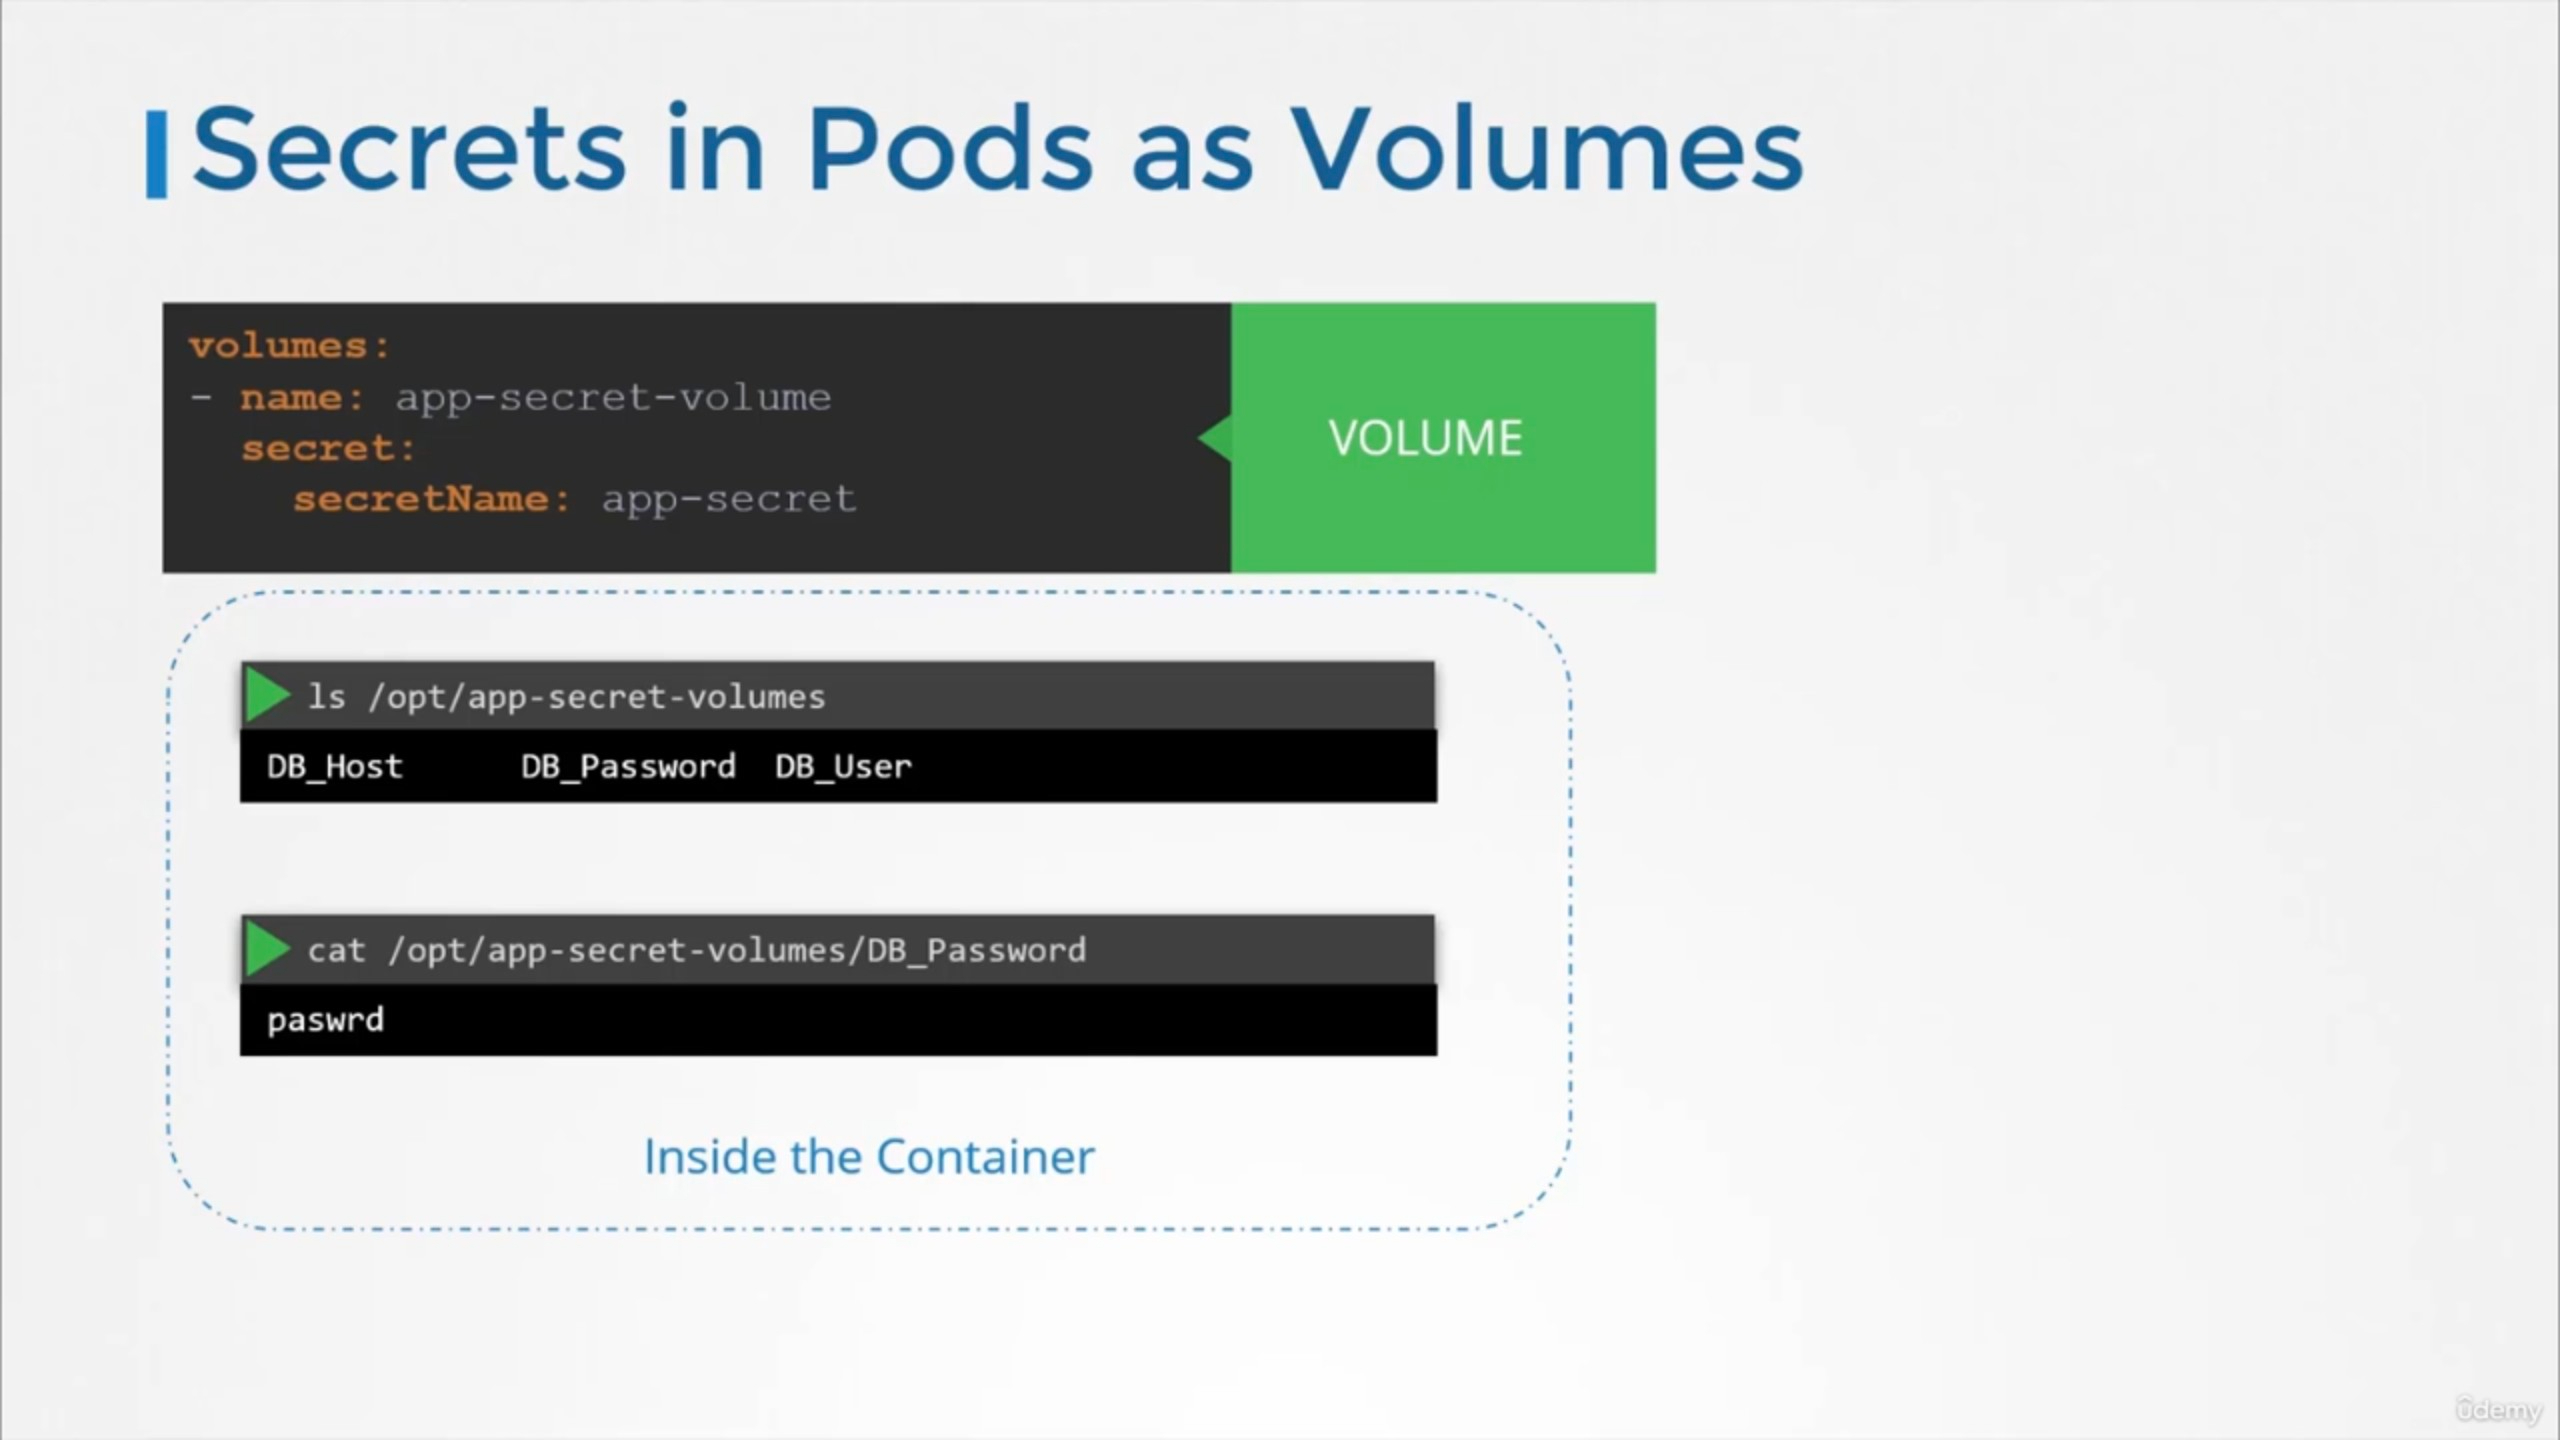 Secrets in Pods as Volumes
volumes:
- name: app-secret-volume
secret:
secretName: app-secret
VOLUME
ls /opt/app-secret-volumes
DB_Host DB_Password DB_User
cat /opt/app-secret-volumes/DB_Password
paswrd
Inside the Container
ûdemy